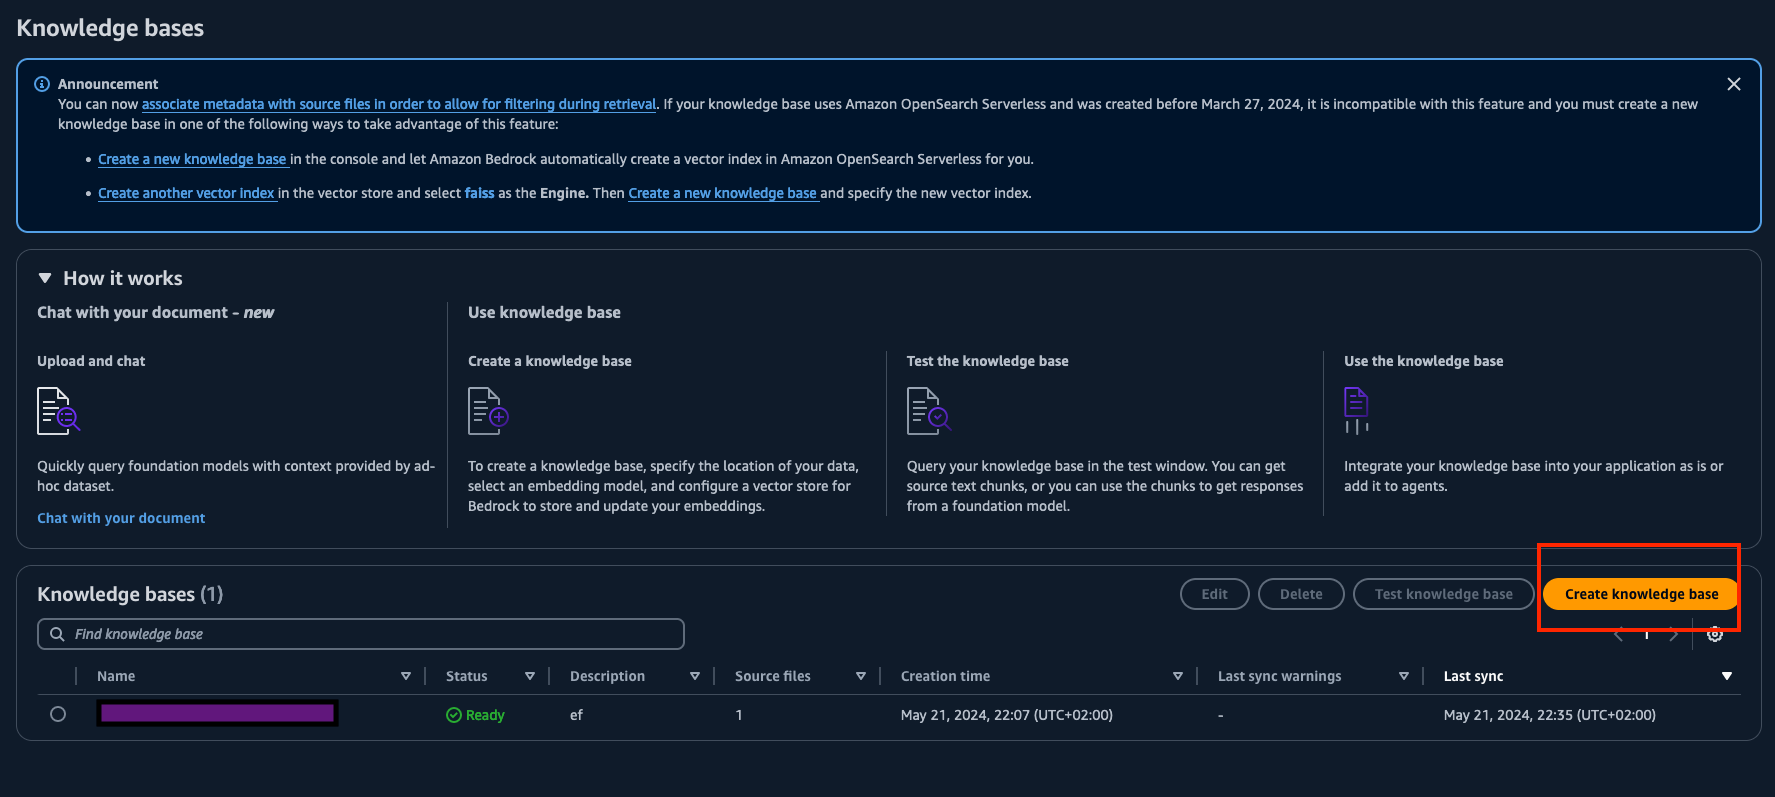 Knowledge bases
Announcement
You can now associate metadata with source files in order to allow for filtering during retrieval. If your knowledge base uses Amazon OpenSearch Serverless and was created before March 27, 2024, it is incompatible with this feature and you must create a new
knowledge base in one of the following ways to take advantage of this feature:
• Create a new knowledge base in the console and let Amazon Bedrock automatically create a vector index in Amazon OpenSearch Serverless for you.
• Create another vector index in the vector store and select faiss as the Engine. Then Create a new knowledge base and specify the new vector index.
How it works
Chat with your document - new
Upload and chat
Quickly query foundation models with context provided by ad-
hoc dataset.
Chat with your document
Use knowledge base
Create a knowledge base
To create a knowledge base, specify the location of your data,
select an embedding model, and configure a vector store for
Bedrock to store and update your embeddings.
Test the knowledge base
Query your knowledge base in the test window. You can get
source text chunks, or you can use the chunks to get responses
from a foundation model.
Use the knowledge base
Integrate your knowledge base into your application as is or
add it to agents.
Knowledge bases (1)
Edit Delete Test knowledge base Create knowledge base
Find knowledge base
1
Name Status Description Source files Creation time Last sync warnings Last sync
Ready ef 1 May 21, 2024, 22:07 (UTC+02:00) - May 21, 2024, 22:35 (UTC+02:00)